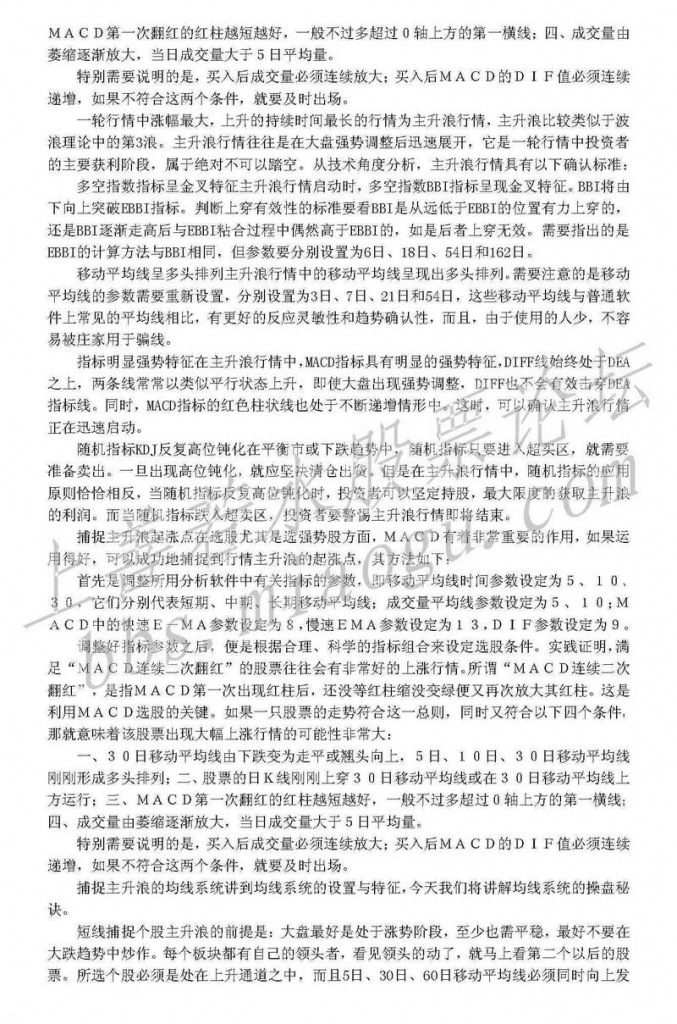 ＭＡＣＤ第一次翻红的红柱越短越好，一般不过多超过０轴上方的第一横线；四、成交量由
萎缩逐渐放大，当日成交量大于５日平均量。
特别需要说明的是，买入后成交量必须连续放大；买入后ＭＡＣＤ的ＤＩＦ值必须连续
递增，如果不符合这两个条件，就要及时出场。
一轮行情中涨幅最大，上升的持续时间最长的行情为主升浪行情，主升浪比较类似于波
浪理论中的第3浪。主升浪行情往往是在大盘强势调整后迅速展开，它是一轮行情中投资者
的主要获利阶段，属于绝对不可以踏空。从技术角度分析，主升浪行情具有以下确认标准：
多空指数指标呈金叉特征主升浪行情启动时，多空指数BBI指标呈现金叉特征。BBI将由
下向上突破EBBI指标。判断上穿有效性的标准要看BBI是从远低于EBBI的位置有力上穿的，
还是BBI逐渐走高后与EBBI粘合过程中偶然高于EBBI的，如是后者上穿无效。需要指出的是
EBBI的计算方法与BBI相同，但参数要分别设置为6日、18日、54日和162日。
移动平均线呈多头排列主升浪行情中的移动平均线呈现出多头排列。需要注意的是移动
平均线的参数需要重新设置，分别设置为3日、7日、21日和54日，这些移动平均线与普通软
件上常见的平均线相比，有更好的反应灵敏性和趋势确认性，而且，由于使用的人少，不容
易被庄家用于骗线。
指标明显强势特征在主升浪行情中，MACD指标具有明显的强势特征，DIFF线始终处于DEA
之上，两条线常常以类似平行状态上升，即使大盘出现强势调整，DIFF也不会有效击穿DEA
指标线。同时，MACD指标的红色柱状线也处于不断递增情形中。这时，可以确认主升浪行情
正在迅速启动。
随机指标KDJ反复高位钝化在平衡市或下跌趋势中，随机指标只要进入超买区，就需要
准备卖出。一旦出现高位钝化，就应坚决清仓出货。但是在主升浪行情中，随机指标的应用
原则恰恰相反，当随机指标反复高位钝化时，投资者可以坚定持股，最大限度的获取主升浪
的利润。而当随机指标跌入超卖区，投资者要警惕主升浪行情即将结束。
捕捉主升浪起涨点在选股尤其是选强势股方面，ＭＡＣＤ有着非常重要的作用，如果运
用得好，可以成功地捕捉到行情主升浪的起涨点，其方法如下：
首先是调整所用分析软件中有关指标的参数，即移动平均线时间参数设定为５、１０、
３０，它们分别代表短期、中期、长期移动平均线；成交量平均线参数设定为５、１０；Ｍ
ＡＣＤ中的快速Ｅ－ＭＡ参数设定为８，慢速ＥＭＡ参数设定为１３，ＤＩＦ参数设定为９。
调整好指标参数之后，便是根据合理、科学的指标组合来设定选股条件。实践证明，满
足“ＭＡＣＤ连续二次翻红”的股票往往会有非常好的上涨行情。所谓“ＭＡＣＤ连续二次
翻红”，是指ＭＡＣＤ第一次出现红柱后，还没等红柱缩没变绿便又再次放大其红柱。这是
利用ＭＡＣＤ选股的关键。如果一只股票的走势符合这一总则，同时又符合以下四个条件，
那就意味着该股票出现大幅上涨行情的可能性非常大：
一、３０日移动平均线由下跌变为走平或翘头向上，５日、１０日、３０日移动平均线
刚刚形成多头排列；二、股票的日Ｋ线刚刚上穿３０日移动平均线或在３０日移动平均线上
方运行；三、ＭＡＣＤ第一次翻红的红柱越短越好，一般不过多超过０轴上方的第一横线；
四、成交量由萎缩逐渐放大，当日成交量大于５日平均量。
特别需要说明的是，买入后成交量必须连续放大；买入后ＭＡＣＤ的ＤＩＦ值必须连续
递增，如果不符合这两个条件，就要及时出场。
捕捉主升浪的均线系统讲到均线系统的设置与特征，今天我们将讲解均线系统的操盘秘
诀。
短线捕捉个股主升浪的前提是：大盘最好是处于涨势阶段，至少也需平稳，最好不要在
大跌趋势中炒作。每个板块都有自己的领头者，看见领头的动了，就马上看第二个以后的股
票。所选个股必须是处在上升通道之中，而且5日、30日、60日移动平均线必须同时向上发